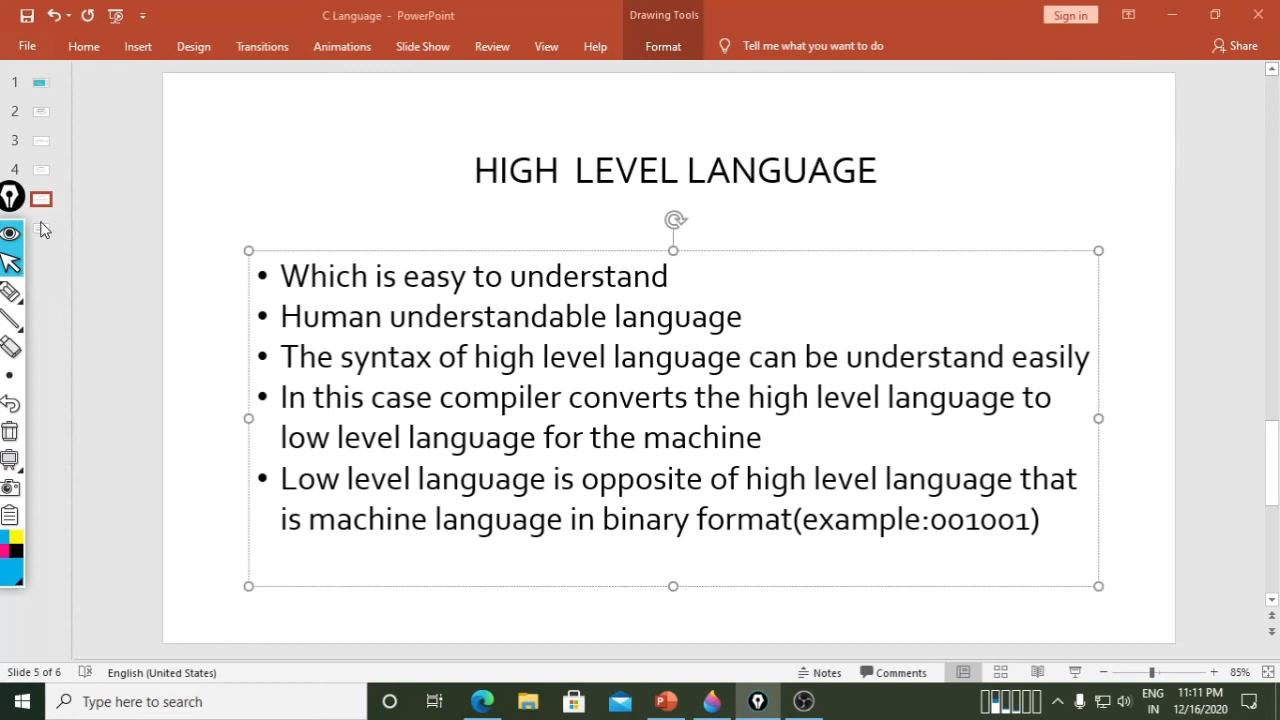 C Language - PowerPoint
Drawing Tools
Sign in
File Home Insert Design Transitions Animations Slide Show Review View Help Format Tell me what you want to do Share
1
2
3
4
HIGH LEVEL LANGUAGE
• Which is easy to understand
• Human understandable language
• The syntax of high level language can be understand easily
• In this case compiler converts the high level language to
low level language for the machine
• Low level language is opposite of high level language that
is machine language in binary format(example:001001)
Slide 5 of 6 English (United States) Notes Comments 85%
Type here to search
ENG
IN
11:11 PM
12/16/2020